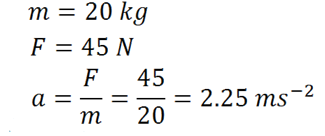 m = 20 kg
F = 45 N
a = F/m = 45/20 = 2.25 ms⁻²